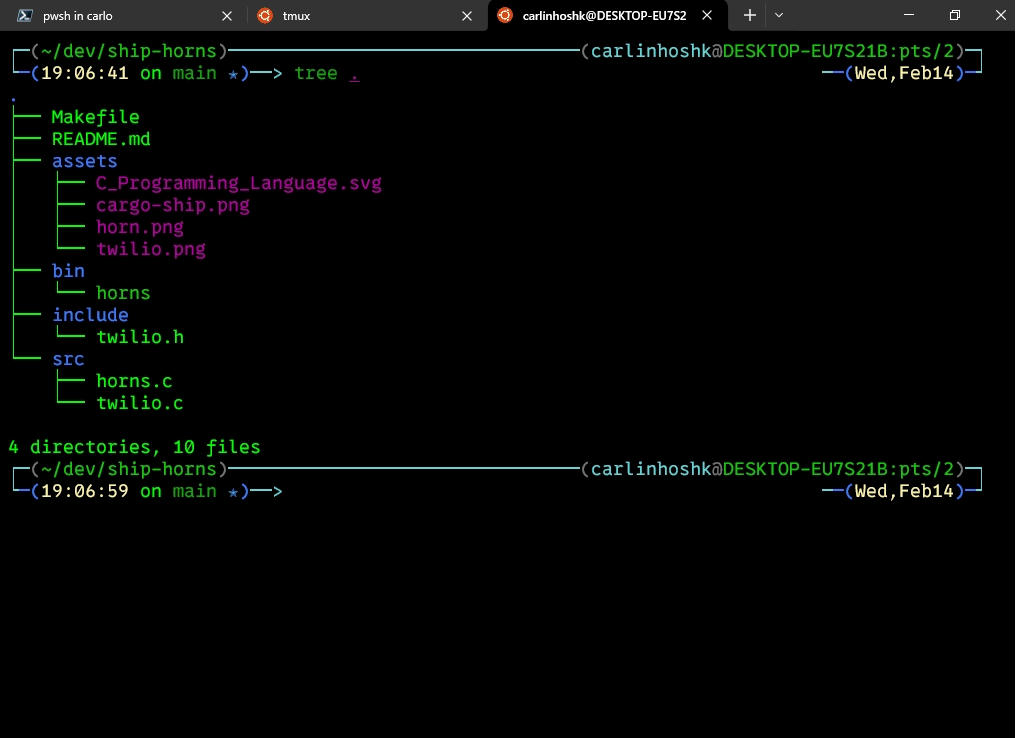 pwsh in carlo
tmux
carlinhoshk@DESKTOP-EU7S2
(~/dev/ship-horns) (carlinhoshk@DESKTOP-EU7S21B:pts/2)
(19:06:41 on main ⋆)──> tree . (Wed,Feb14)
.
├── Makefile
├── README.md
├── assets
│   ├── C_Programming_Language.svg
│   ├── cargo-ship.png
│   ├── horn.png
│   └── twilio.png
├── bin
│   └── horns
├── include
│   └── twilio.h
└── src
    ├── horns.c
    └── twilio.c
4 directories, 10 files
(~/dev/ship-horns) (carlinhoshk@DESKTOP-EU7S21B:pts/2)
(19:06:59 on main ⋆)──> (Wed,Feb14)